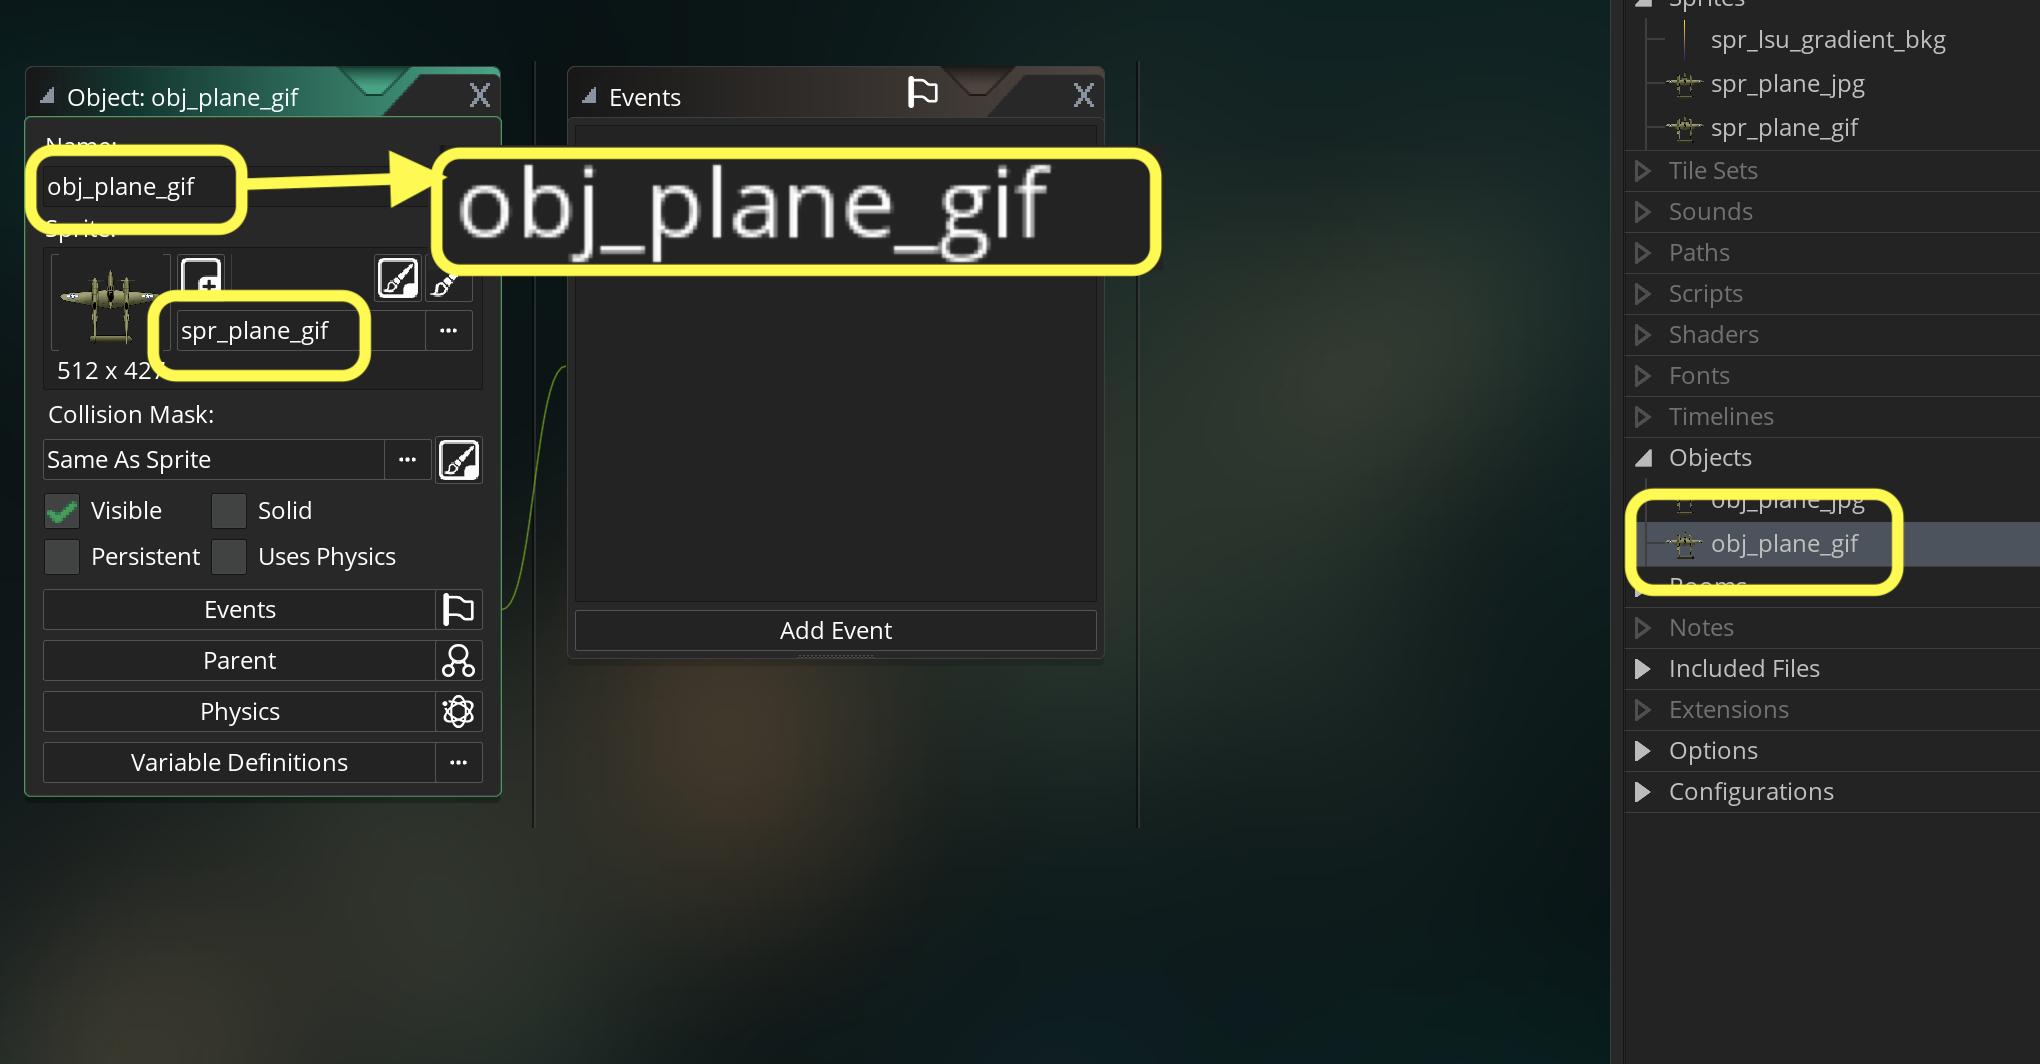 Object: obj_plane_gif
Name:
obj_plane_gif
Sprite:
spr_plane_gif
512 x 427
Collision Mask:
Same As Sprite
Visible
Solid
Persistent
Uses Physics
Events
Parent
Physics
Variable Definitions
Events
obj_plane_gif
Add Event
Sprites
spr_lsu_gradient_bkg
spr_plane_jpg
spr_plane_gif
Tile Sets
Sounds
Paths
Scripts
Shaders
Fonts
Timelines
Objects
obj_plane_jpg
obj_plane_gif
Rooms
Notes
Included Files
Extensions
Options
Configurations